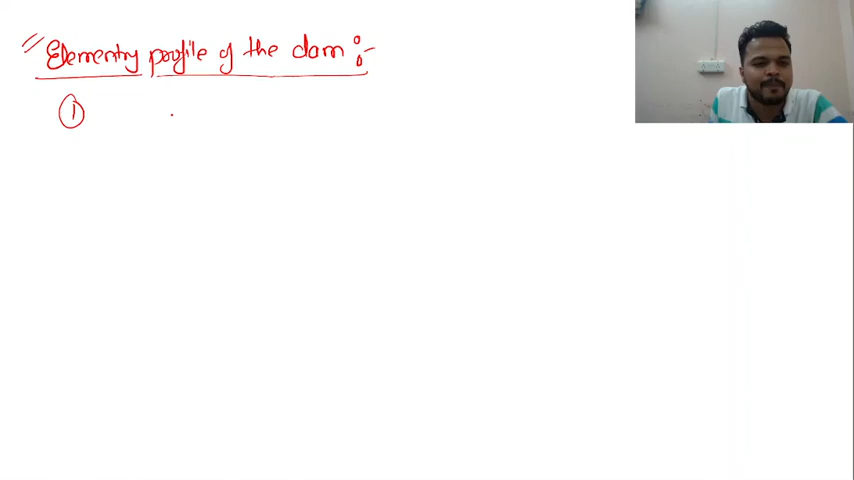 Elementry profile of the dam :-
①